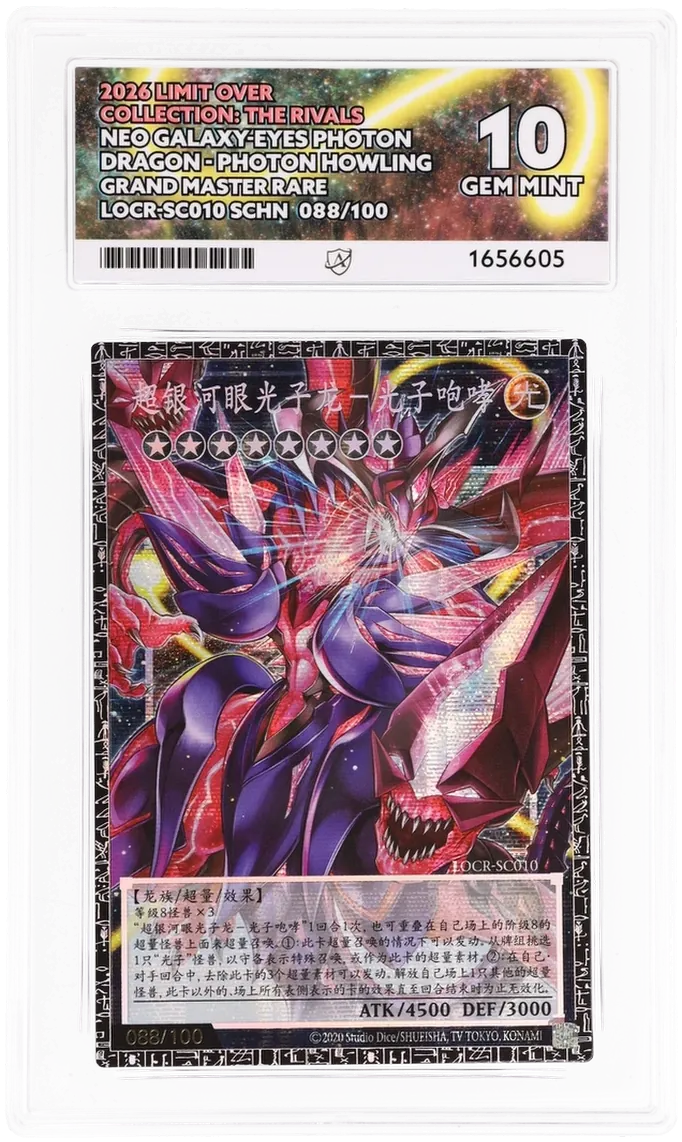 2026 LIMIT OVER
COLLECTION: THE RIVALS
NEO GALAXY-EYES PHOTON
DRAGON - PHOTON HOWLING
GRAND MASTER RARE
LOCR-SC010 SCHN 088/100
10
GEM MINT
1656605
超银河眼光子龙－光子咆哮 光
LOCR-SC010
【龙族/超量/效果】
等级8怪兽×3
“超银河眼光子龙－光子咆哮”1回合1次，也可重叠在自己场上的阶级8的
超量怪兽上面来超量召唤。①：此卡超量召唤的情况下可以发动。从牌组挑选
1只“光子”怪兽，以守备表示特殊召唤，或作为此卡的超量素材。②：在自己·
对手回合中，去除此卡的3个超量素材可以发动。解放自己场上1只其他的超量
怪兽，此卡以外的，场上所有表侧表示的卡的效果直至回合结束时为止无效化。
ATK/4500 DEF/3000
088/100
©2020 Studio Dice/SHUEISHA, TV TOKYO, KONAMI